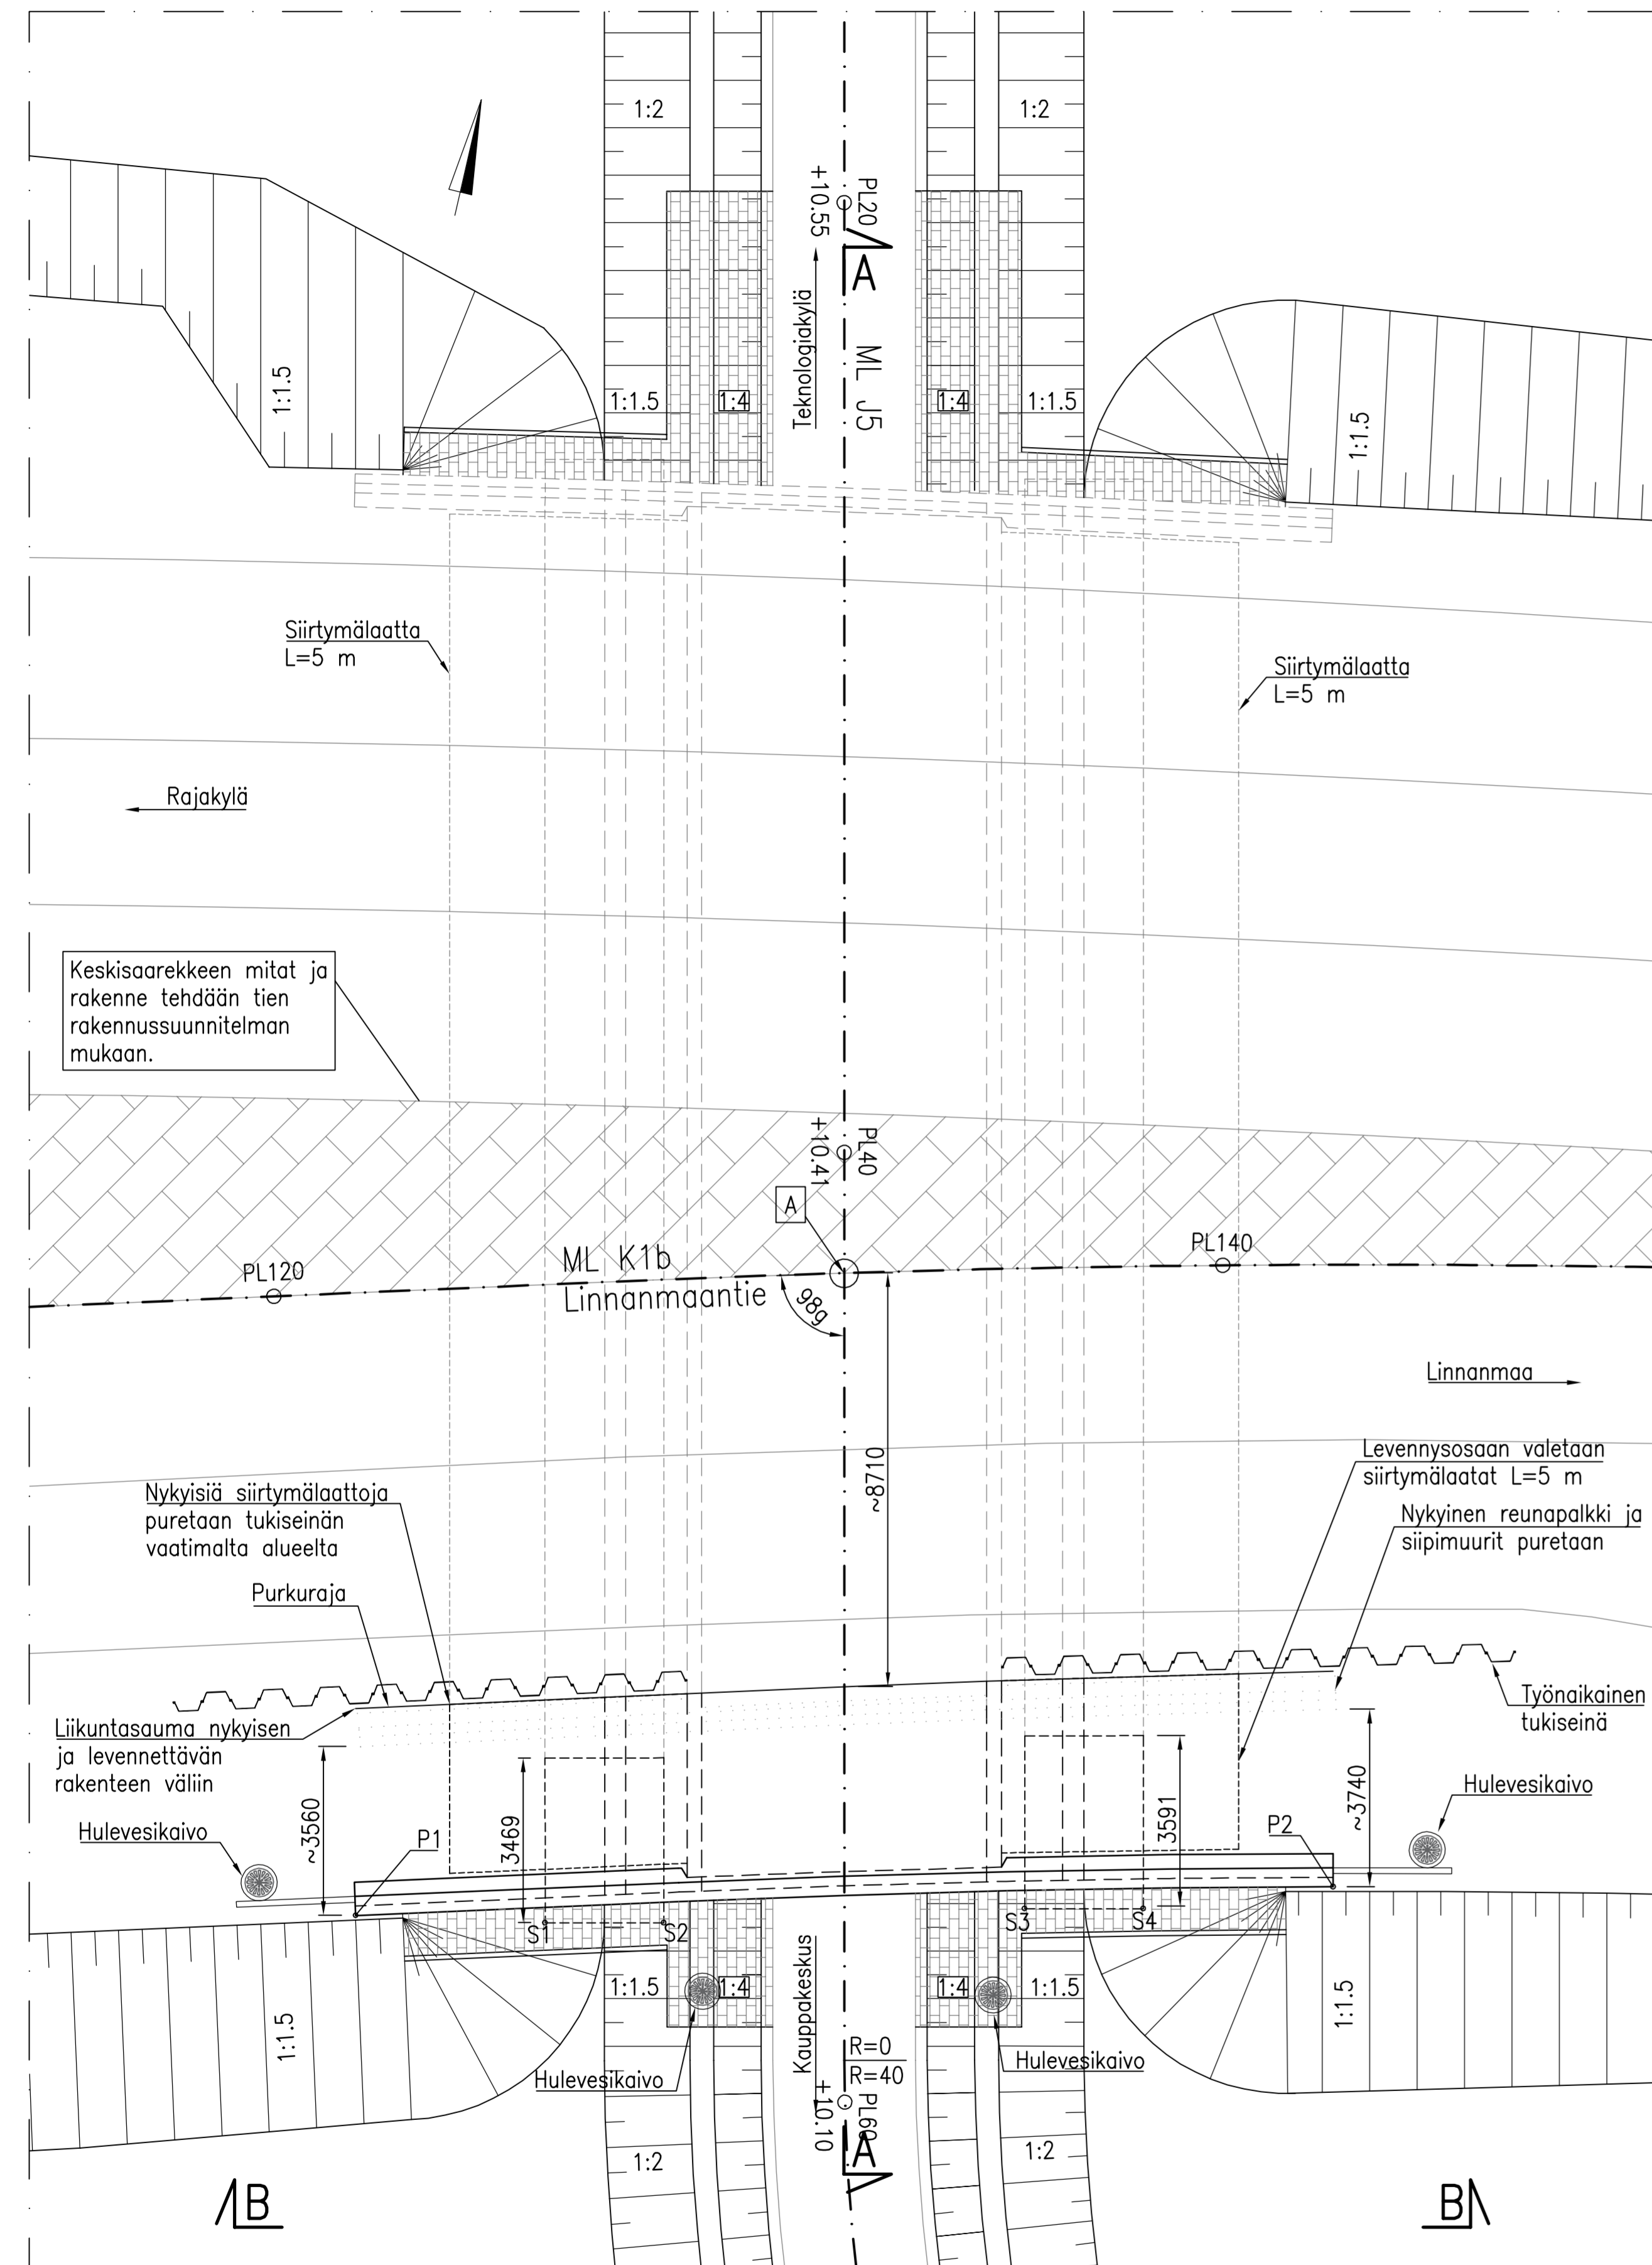 1:2
1:2
PL20
+10.55
A
Teknologiakylä
ML J5
1:1.5
1:1.5
1:4
1:4
1:1.5
1:1.5
Siirtymälaatta
L=5 m
Siirtymälaatta
L=5 m
Rajakylä
Keskisaarekkeen mitat ja
rakenne tehdään tien
rakennussuunnitelman
mukaan.
PL40
+10.41
A
PL120
ML K1b
Linnanmaantie
PL140
98g
Linnanmaa
~8710
Levennysosaan valetaan
siirtymälaatat L=5 m
Nykyisiä siirtymälaattoja
puretaan tukiseinän
vaatimalta alueelta
Nykyinen reunapalkki ja
siipimuurit puretaan
Purkuraja
Liikuntasauma nykyisen
ja levennettävän
rakenteen väliin
Työnaikainen
tukiseinä
~3560
3469
3591
~3740
Hulevesikaivo
Hulevesikaivo
P1
P2
S1
S2
S3
S4
1:1.5
1:1.5
1:4
1:4
1:1.5
1:1.5
Kauppakeskus
R=0
R=40
Hulevesikaivo
Hulevesikaivo
PL60
+10.10
A
1:2
1:2
B
B